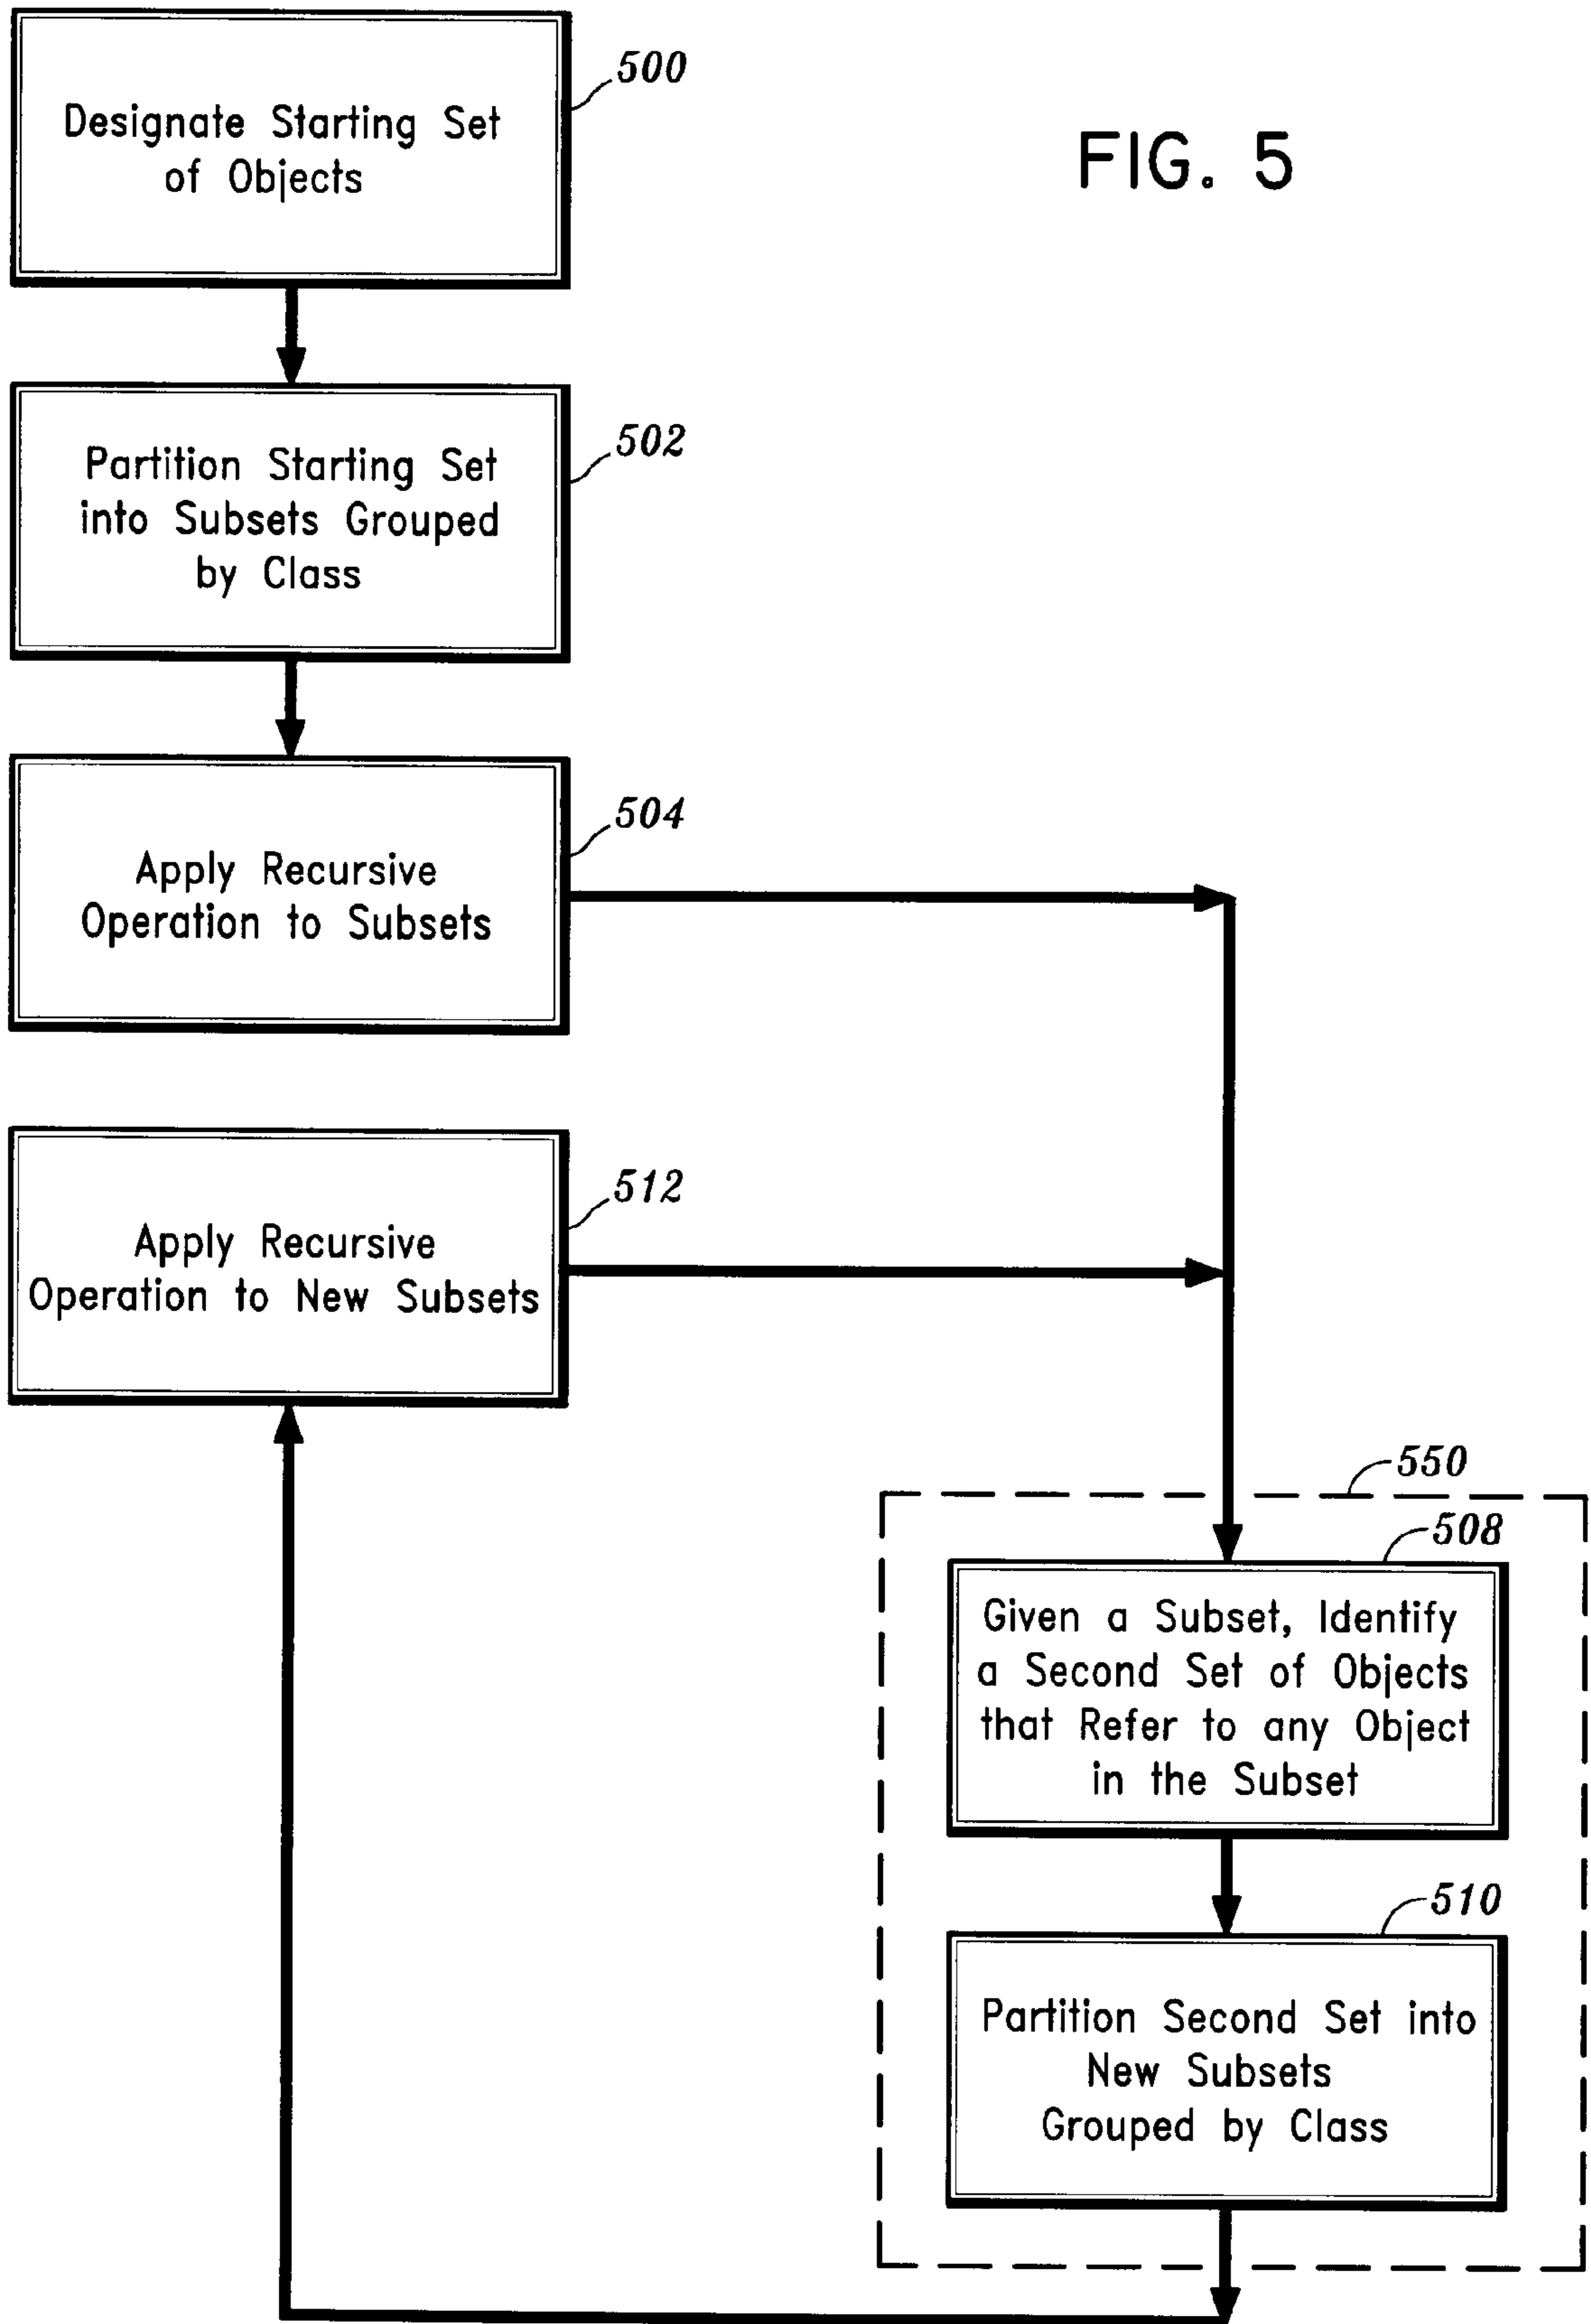 500
Designate Starting Set
of Objects
FIG. 5
502
Partition Starting Set
into Subsets Grouped
by Class
504
Apply Recursive
Operation to Subsets
512
Apply Recursive
Operation to New Subsets
550
508
Given a Subset, Identify
a Second Set of Objects
that Refer to any Object
in the Subset
510
Partition Second Set into
New Subsets
Grouped by Class